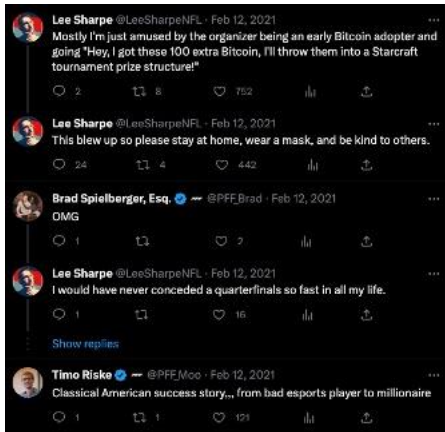 Lee Sharpe @LeeSharpeNFL · Feb 12, 2021
Mostly I'm just amused by the organizer being an early Bitcoin adopter and
going "Hey, I got these 100 extra Bitcoin, I'll throw them into a Starcraft
tournament prize structure!"
2 8 752
Lee Sharpe @LeeSharpeNFL · Feb 12, 2021
This blew up so please stay at home, wear a mask, and be kind to others.
24 4 442
Brad Spielberger, Esq. @PFF_Brad · Feb 12, 2021
OMG
1 2
Lee Sharpe @LeeSharpeNFL · Feb 12, 2021
I would have never conceded a quarterfinals so fast in all my life.
1 16
Show replies
Timo Riske @PFF_Moo · Feb 12, 2021
Classical American success story,,, from bad esports player to millionaire
1 1 121